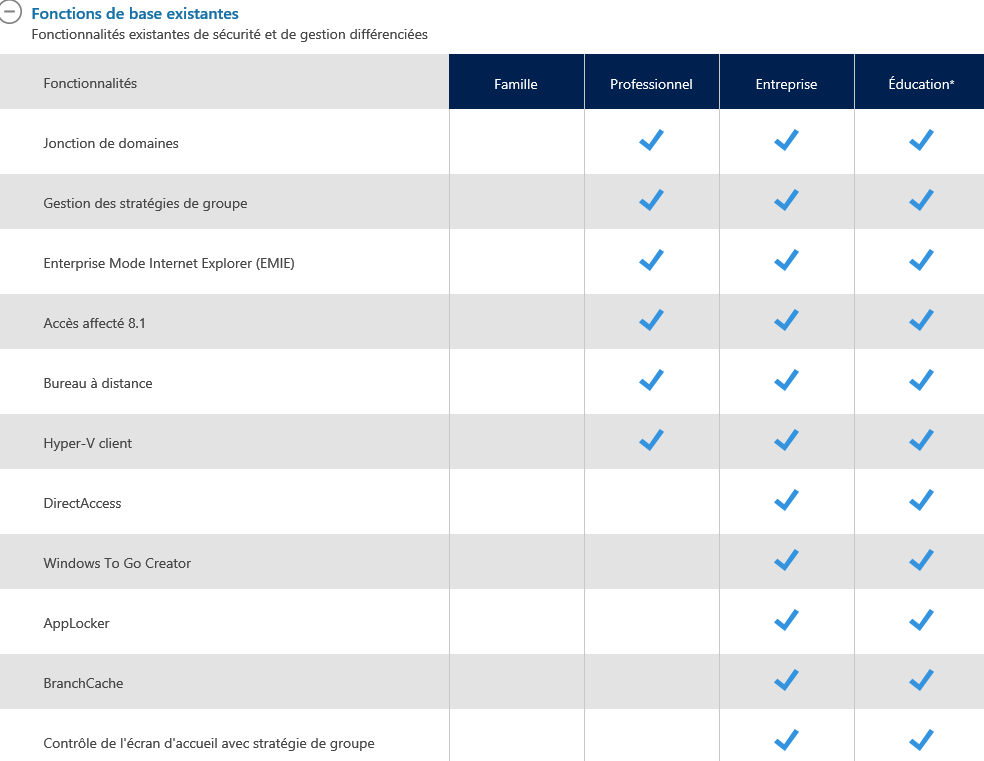 Fonctions de base existantes
Fonctionnalités existantes de sécurité et de gestion différenciées
Fonctionnalités Famille Professionnel Entreprise Éducation*
Jonction de domaines
Gestion des stratégies de groupe
Enterprise Mode Internet Explorer (EMIE)
Accès affecté 8.1
Bureau à distance
Hyper-V client
DirectAccess
Windows To Go Creator
AppLocker
BranchCache
Contrôle de l'écran d'accueil avec stratégie de groupe